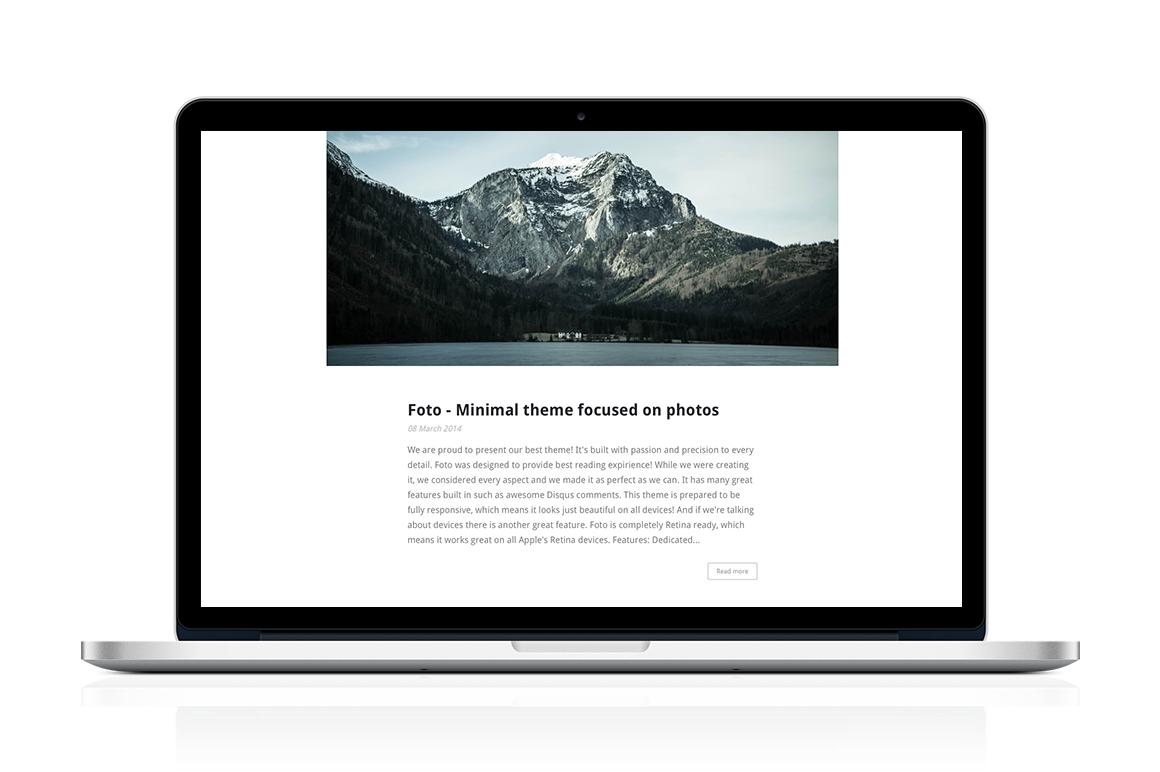 Foto - Minimal theme focused on photos
08 March 2014
We are proud to present our best theme! It's built with passion and precision to every
detail. Foto was designed to provide best reading expirience! While we were creating
it, we considered every aspect and we made it as perfect as we can. It has many great
features built in such as awesome Disqus comments. This theme is prepared to be
fully responsive, which means it looks just beautiful on all devices! And if we're talking
about devices there is another great feature. Foto is completely Retina ready, which
means it works great on all Apple's Retina devices. Features: Dedicated...
Read more